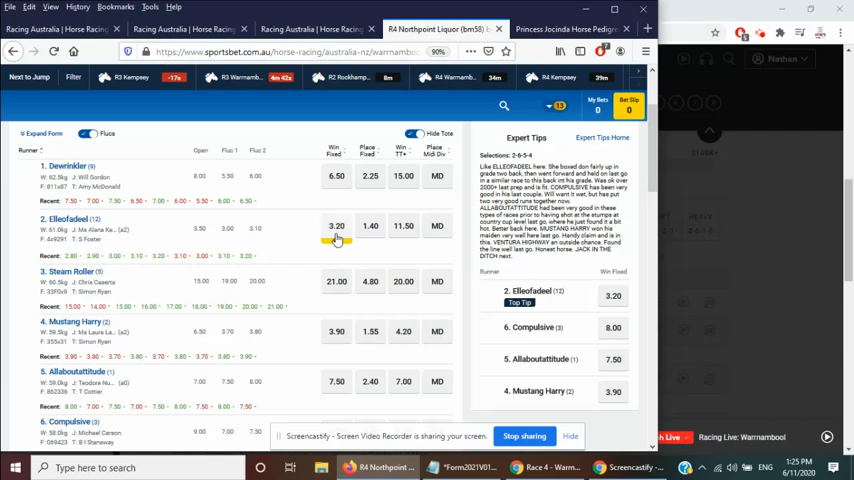 File Edit View History Bookmarks Tools Help
Racing Australia | Horse Racing
Racing Australia | Horse Racing
Racing Australia | Horse Racing
R4 Northpoint Liquor (bm58) b
Princess Jocinda Horse Pedigre
https://www.sportsbet.com.au/horse-racing/australia-nz/warrnamboo
90%
Nathan
Next to Jump Filter
R3 Kempsey -17s
R3 Warrnamb... 4m 42s
R2 Rockhamp... 8m
R4 Warrnamb... 34m
R4 Kempsey 39m
13
My Bets 0
Bet Slip 0
Expand Form Flucs Hide Tote
Runner Open Fluc 1 Fluc 2 Win Fixed Place Fixed Win TT+ Place Midi Div
1. Dewrinkler (9)
W: 62.5kg J: Will Gordon
F: 811x87 T: Amy McDonald
8.00 5.50 6.00 6.50 2.25 15.00 MD
Recent: 7.50 7.00 7.50 6.50 7.00 6.00 5.50 6.00 6.50
2. Elleofadeel (12)
W: 61.0kg J: Ms Alana Ke... (a2)
F: 4x9291 T: S Foster
3.50 3.00 3.10 3.20 1.40 11.50 MD
Recent: 2.80 2.90 3.00 3.10 3.20 3.10 3.00 3.10 3.20
3. Steam Roller (5)
W: 60.5kg J: Chris Caserta
F: 33F0x9 T: Simon Ryan
15.00 19.00 20.00 21.00 4.80 20.00 MD
Recent: 15.00 14.00 15.00 16.00 17.00 18.00 19.00 20.00 21.00
4. Mustang Harry (2)
W: 59.5kg J: Ms Laura La... (a2)
F: 355x31 T: Simon Ryan
6.50 3.70 3.80 3.90 1.55 4.20 MD
Recent: 3.90 3.80 3.70 3.80 3.70 3.80 3.70 3.80 3.90
5. Allaboutattitude (1)
W: 59.0kg J: Teodore Nu... (a0)
F: 862336 T: T Cottier
7.00 7.50 8.00 7.50 2.40 7.00 MD
Recent: 8.00 7.00 7.50 8.00 7.50 8.00 7.50 8.00 7.50
6. Compulsive (3)
W: 58.0kg J: Michael Carson
F: 069423 T: B I Stanaway
9.00 7.00 7.50
Expert Tips Expert Tips Home
Selections: 2-6-5-4
Like ELLEOFADEEL here. She boxed don fairly up in
grade two back, then went forward and held on last go
in a similar race to this back int his grade. Was ok over
2000+ last prep and is fit. COMPULSIVE has been very
good in his last couple. Will want it wet, but has put
two very good runs together now.
ALLABOUTATTITUDE had been very good in these
types of races prior to having shot at the stumps at
country cup level last go, where he just found it a bit
hot. Better back here. MUSTANG HARRY won his
maiden very well here last go. Handy claim and is in
this. VENTURA HIGHWAY an outside chance. Found
the line well last go. Honest horse. JACK IN THE
DITCH next.
Runner Win Fixed
2. Elleofadeel (12) 3.20
Top Tip
6. Compulsive (3) 8.00
5. Allaboutattitude (1) 7.50
4. Mustang Harry (2) 3.90
Screencastify - Screen Video Recorder is sharing your screen. Stop sharing Hide
Racing Live: Warrnambool
Type here to search
R4 Northpoint ...
*Form2021V01...
Race 4 - Warrn...
Screencastify -...
ENG
1:25 PM
6/11/2020